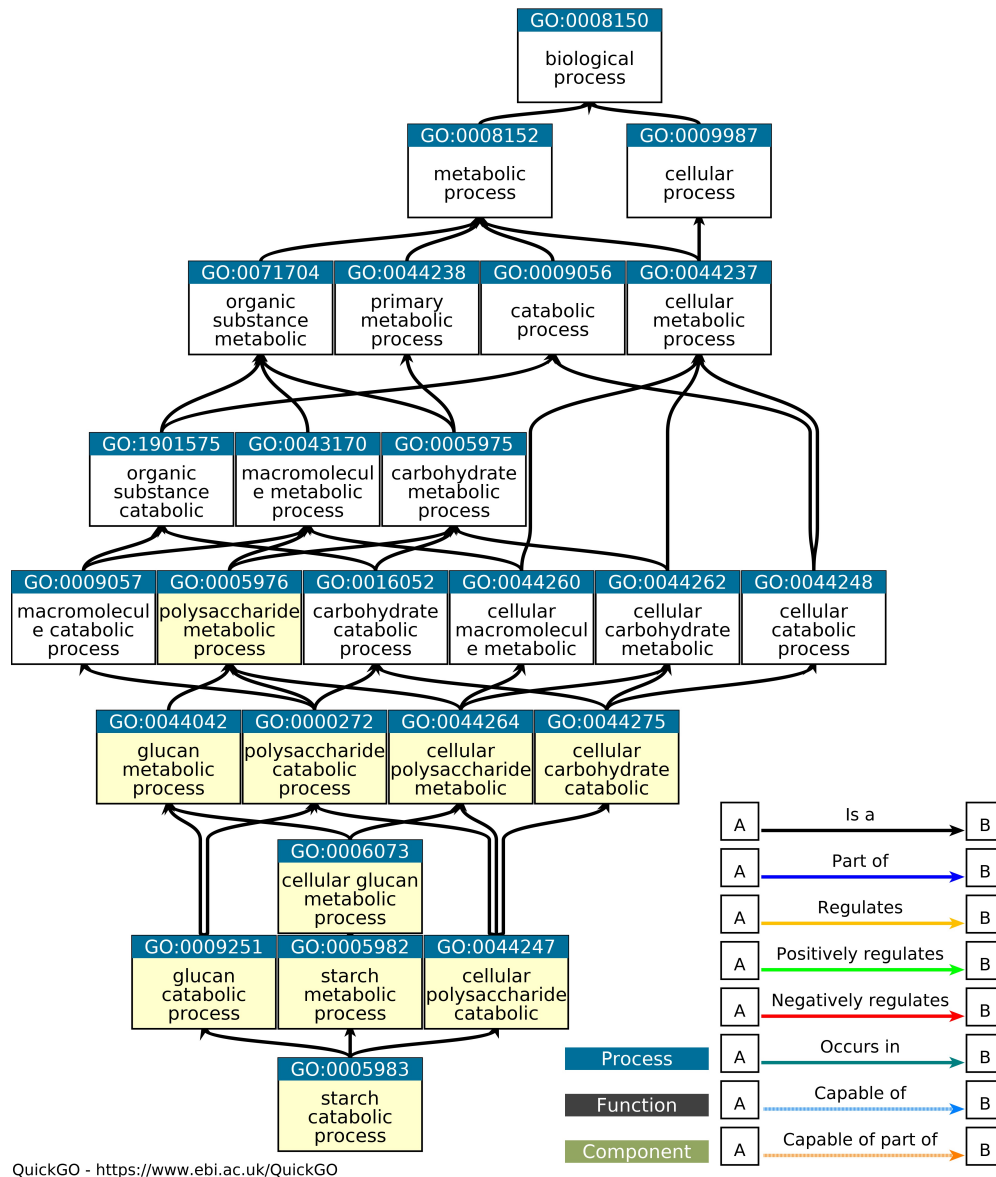 GO:0008150
biological
process
GO:0008152
metabolic
process
GO:0009987
cellular
process
GO:0071704
organic
substance
metabolic
GO:0044238
primary
metabolic
process
GO:0009056
catabolic
process
GO:0044237
cellular
metabolic
process
GO:1901575
organic
substance
catabolic
GO:0043170
macromolecul
e metabolic
process
GO:0005975
carbohydrate
metabolic
process
GO:0009057
macromolecul
e catabolic
process
GO:0005976
polysaccharide
metabolic
process
GO:0016052
carbohydrate
catabolic
process
GO:0044260
cellular
macromolecul
e metabolic
GO:0044262
cellular
carbohydrate
metabolic
GO:0044248
cellular
catabolic
process
GO:0044042
glucan
metabolic
process
GO:0000272
polysaccharide
catabolic
process
GO:0044264
cellular
polysaccharide
metabolic
GO:0044275
cellular
carbohydrate
catabolic
GO:0006073
cellular glucan
metabolic
process
GO:0009251
glucan
catabolic
process
GO:0005982
starch
metabolic
process
GO:0044247
cellular
polysaccharide
catabolic
GO:0005983
starch
catabolic
process
A Is a B
A Part of B
A Regulates B
A Positively regulates B
A Negatively regulates B
Process
A Occurs in B
Function
A Capable of B
Component
A Capable of part of B
QuickGO - https://www.ebi.ac.uk/QuickGO